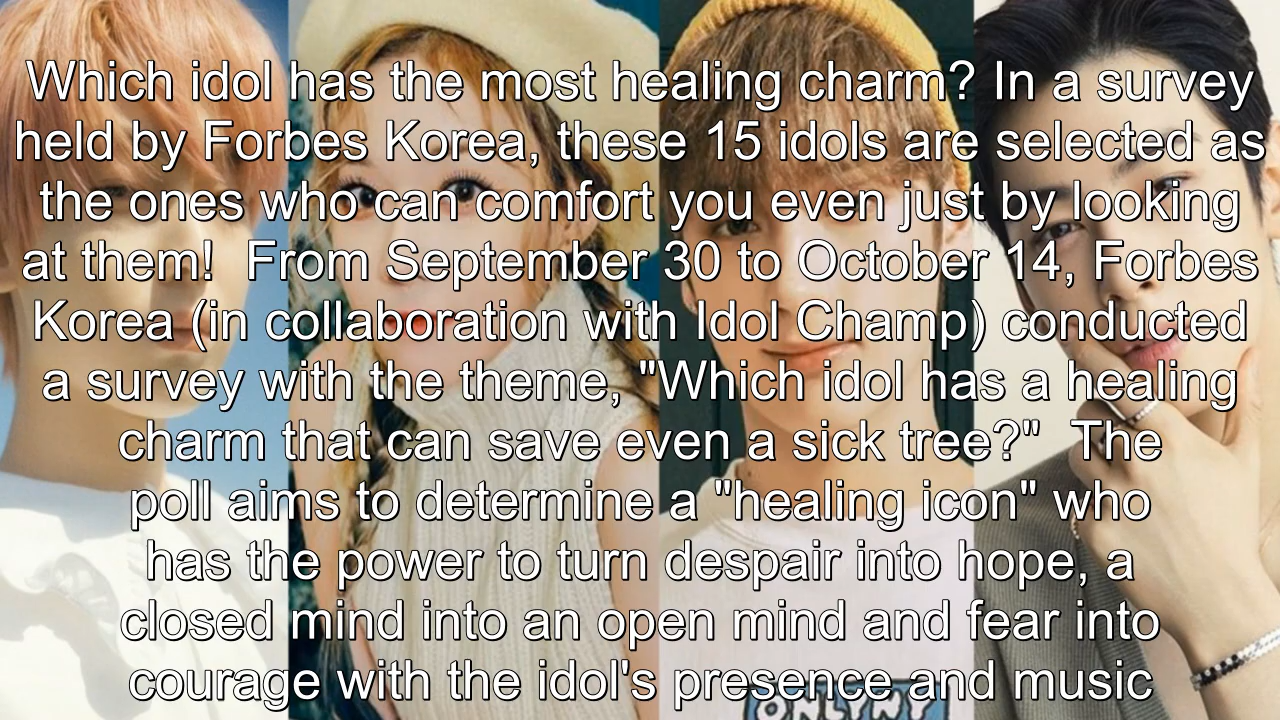 Which idol has the most healing charm? In a survey
held by Forbes Korea, these 15 idols are selected as
the ones who can comfort you even just by looking
at them!  From September 30 to October 14, Forbes
Korea (in collaboration with Idol Champ) conducted
a survey with the theme, "Which idol has a healing
charm that can save even a sick tree?"  The
poll aims to determine a "healing icon" who
has the power to turn despair into hope, a
closed mind into an open mind and fear into
courage with the idol's presence and music
ONLYNY